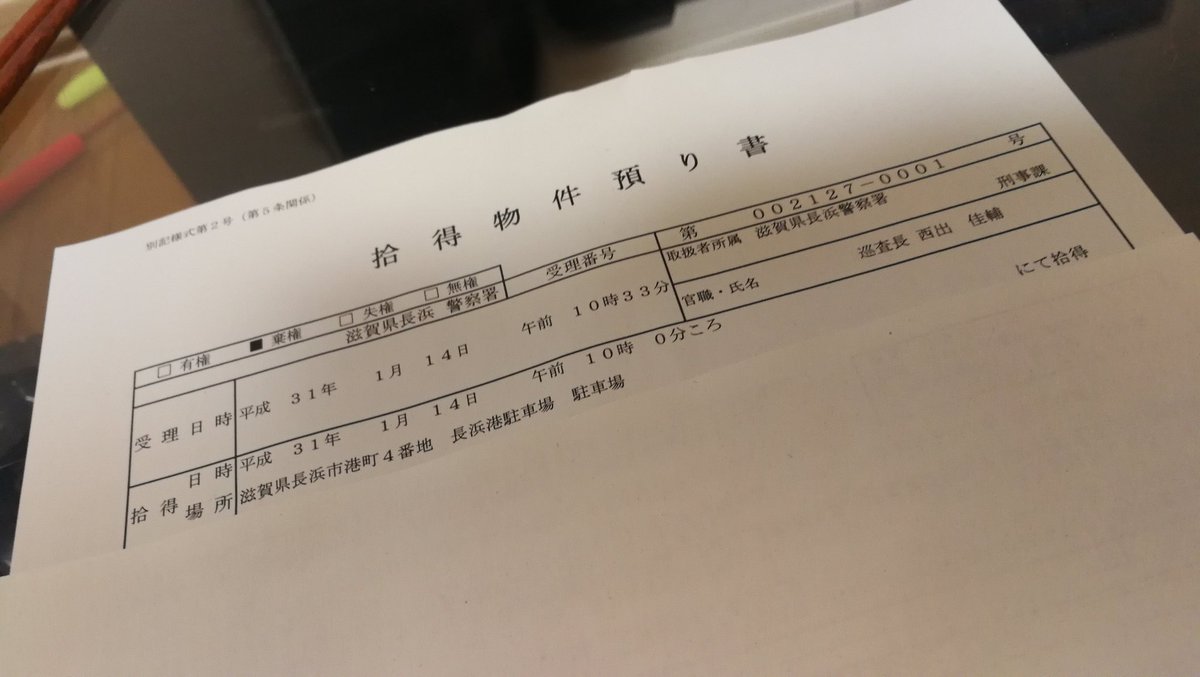 別記様式第2号(第5条関係)
拾得物件預り書
□ 有権 ■ 棄権 □ 失権 □ 無権
滋賀県長浜 警察署
受理番号 第 002127-0001 号
受理日時 平成 31年 1月 14日 午前 10時33分
取扱者所属 滋賀県長浜警察署 刑事課
官職・氏名 巡査長 西出 佳輔
拾得 日時 平成 31年 1月 14日 午前 10時 0分ころ
場所 滋賀県長浜市港町4番地 長浜港駐車場 駐車場 にて拾得